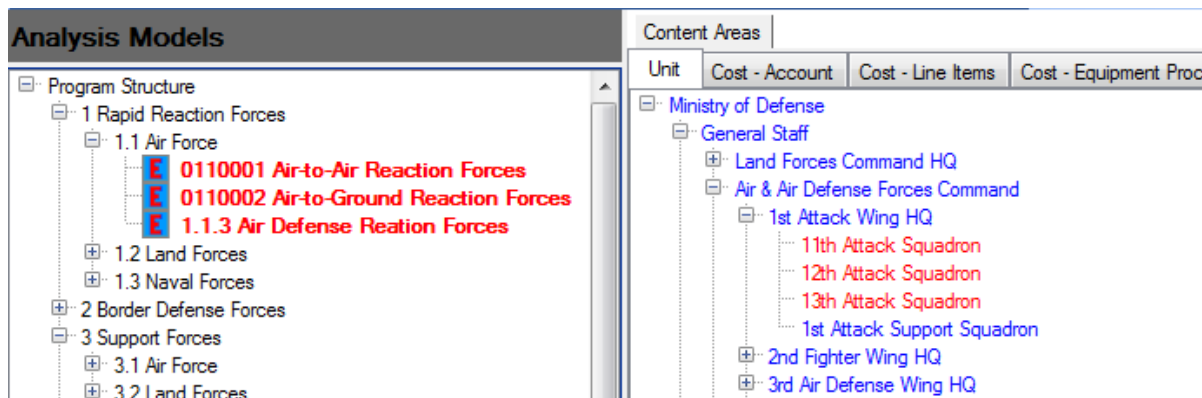 Analysis Models
Program Structure
1 Rapid Reaction Forces
1.1 Air Force
E 0110001 Air-to-Air Reaction Forces
E 0110002 Air-to-Ground Reaction Forces
E 1.1.3 Air Defense Reation Forces
1.2 Land Forces
1.3 Naval Forces
2 Border Defense Forces
3 Support Forces
3.1 Air Force
3.2 Land Forces
Content Areas
Unit Cost - Account Cost - Line Items Cost - Equipment Proc
Ministry of Defense
General Staff
Land Forces Command HQ
Air & Air Defense Forces Command
1st Attack Wing HQ
11th Attack Squadron
12th Attack Squadron
13th Attack Squadron
1st Attack Support Squadron
2nd Fighter Wing HQ
3rd Air Defense Wing HQ